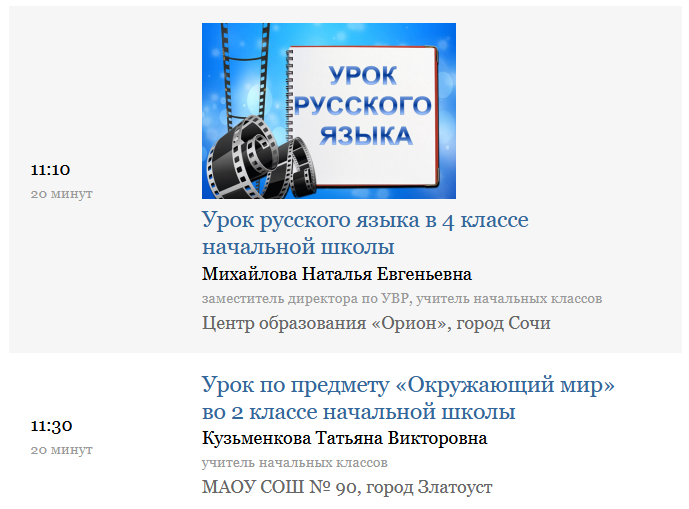 УРОК
РУССКОГО
ЯЗЫКА
11:10
20 минут
Урок русского языка в 4 классе
начальной школы
Михайлова Наталья Евгеньевна
заместитель директора по УВР, учитель начальных классов
Центр образования «Орион», город Сочи
Урок по предмету «Окружающий мир»
во 2 классе начальной школы
11:30
20 минут
Кузьменкова Татьяна Викторовна
учитель начальных классов
МАОУ СОШ № 90, город Златоуст